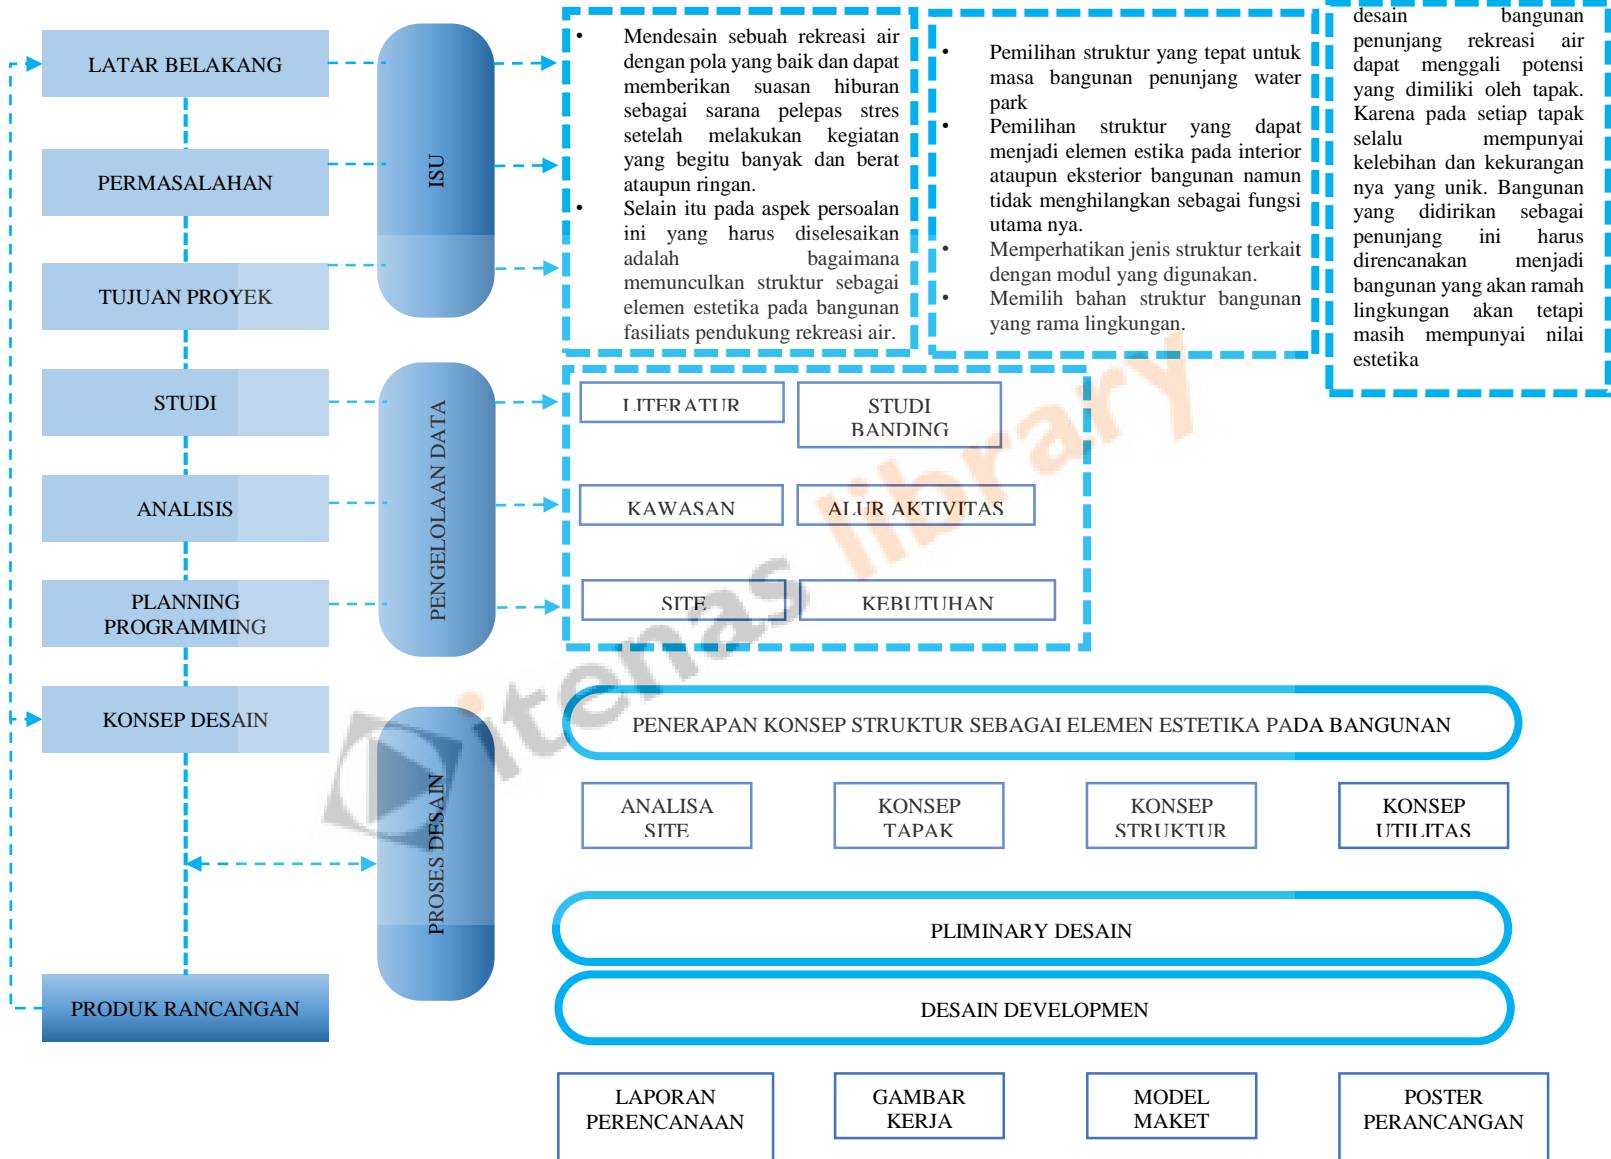 LATAR BELAKANG
PERMASALAHAN
TUJUAN PROYEK
STUDI
ANALISIS
PLANNING
PROGRAMMING
KONSEP DESAIN
PRODUK RANCANGAN
ISU
PENGELOLAAN DATA
PROSES DESAIN
• Mendesain sebuah rekreasi air
dengan pola yang baik dan dapat
memberikan suasan hiburan
sebagai sarana pelepas stres
setelah melakukan kegiatan
yang begitu banyak dan berat
ataupun ringan.
• Selain itu pada aspek persoalan
ini yang harus diselesaikan
adalah bagaimana
memunculkan struktur sebagai
elemen estetika pada bangunan
fasiliats pendukung rekreasi air.
• Pemilihan struktur yang tepat untuk
masa bangunan penunjang water
park
• Pemilihan struktur yang dapat
menjadi elemen estika pada interior
ataupun eksterior bangunan namun
tidak menghilangkan sebagai fungsi
utama nya.
• Memperhatikan jenis struktur terkait
dengan modul yang digunakan.
• Memilih bahan struktur bangunan
yang rama lingkungan.
desain bangunan
penunjang rekreasi air
dapat menggali potensi
yang dimiliki oleh tapak.
Karena pada setiap tapak
selalu mempunyai
kelebihan dan kekurangan
nya yang unik. Bangunan
yang didirikan sebagai
penunjang ini harus
direncanakan menjadi
bangunan yang akan ramah
lingkungan akan tetapi
masih mempunyai nilai
estetika
LITERATUR
STUDI
BANDING
KAWASAN
ALUR AKTIVITAS
SITE
KEBUTUHAN
PENERAPAN KONSEP STRUKTUR SEBAGAI ELEMEN ESTETIKA PADA BANGUNAN
ANALISA
SITE
KONSEP
TAPAK
KONSEP
STRUKTUR
KONSEP
UTILITAS
PLIMINARY DESAIN
DESAIN DEVELOPMEN
LAPORAN
PERENCANAAN
GAMBAR
KERJA
MODEL
MAKET
POSTER
PERANCANGAN
itenas library